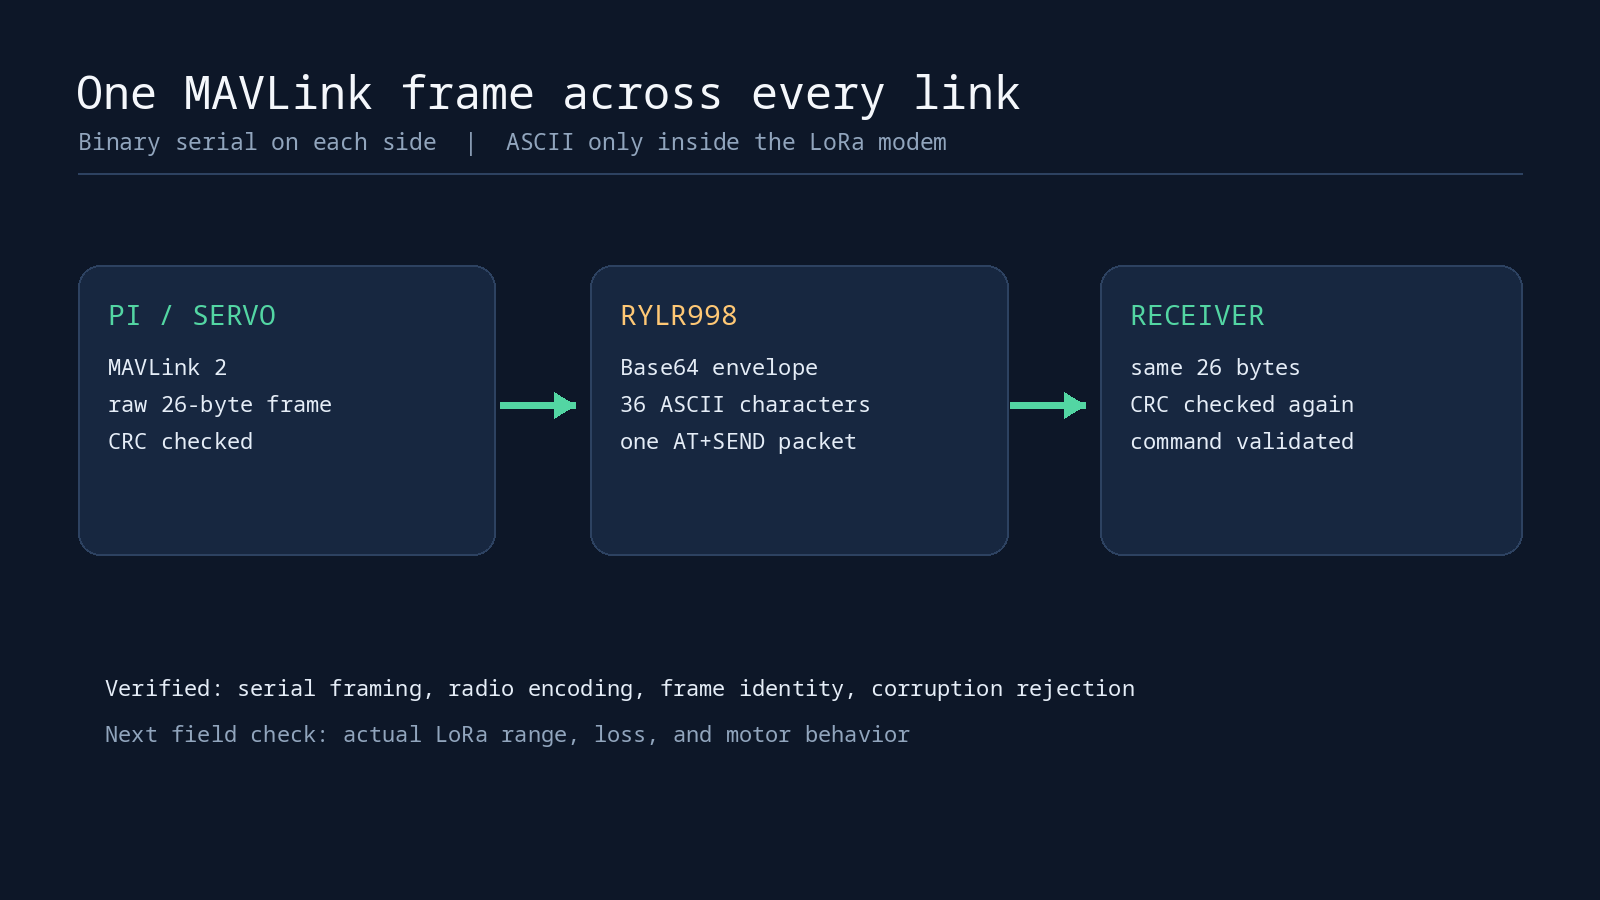 One MAVLink frame across every link
Binary serial on each side | ASCII only inside the LoRa modem
PI / SERVO
MAVLink 2
raw 26-byte frame
CRC checked
RYLR998
Base64 envelope
36 ASCII characters
one AT+SEND packet
RECEIVER
same 26 bytes
CRC checked again
command validated
Verified: serial framing, radio encoding, frame identity, corruption rejection
Next field check: actual LoRa range, loss, and motor behavior